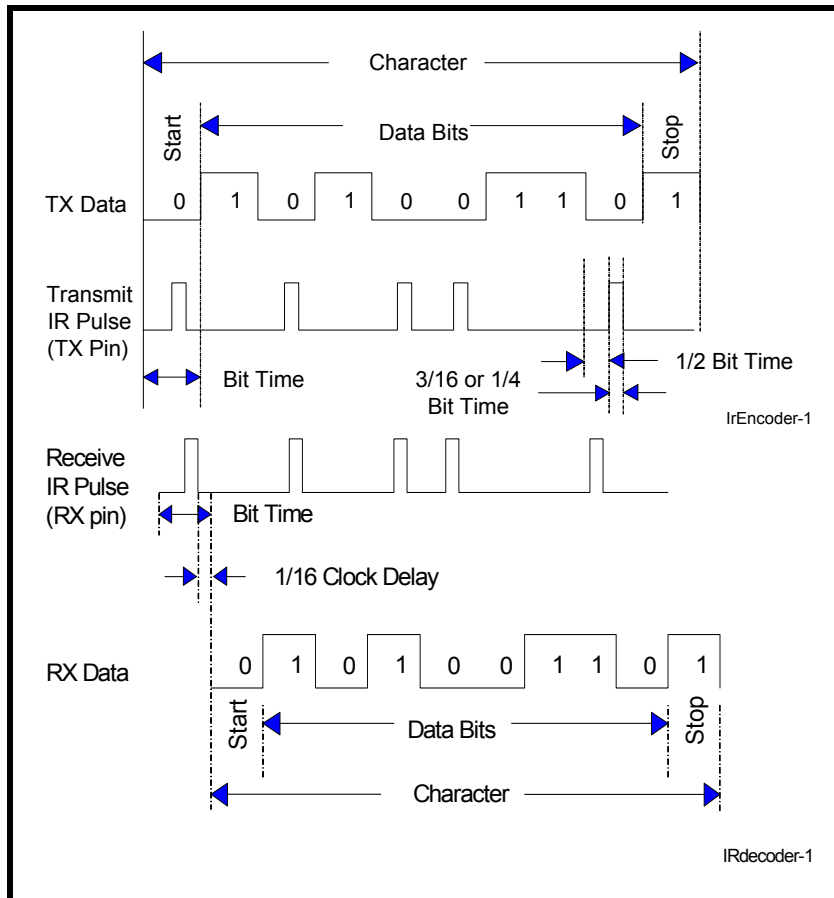 Character
Start
Data Bits
Stop
TX Data
0 1 0 1 0 0 1 1 0 1
Transmit
IR Pulse
(TX Pin)
Bit Time
3/16 or 1/4
Bit Time
1/2 Bit Time
IrEncoder-1
Receive
IR Pulse
(RX pin)
Bit Time
1/16 Clock Delay
RX Data
0 1 0 1 0 0 1 1 0 1
Start
Data Bits
Stop
Character
IRdecoder-1